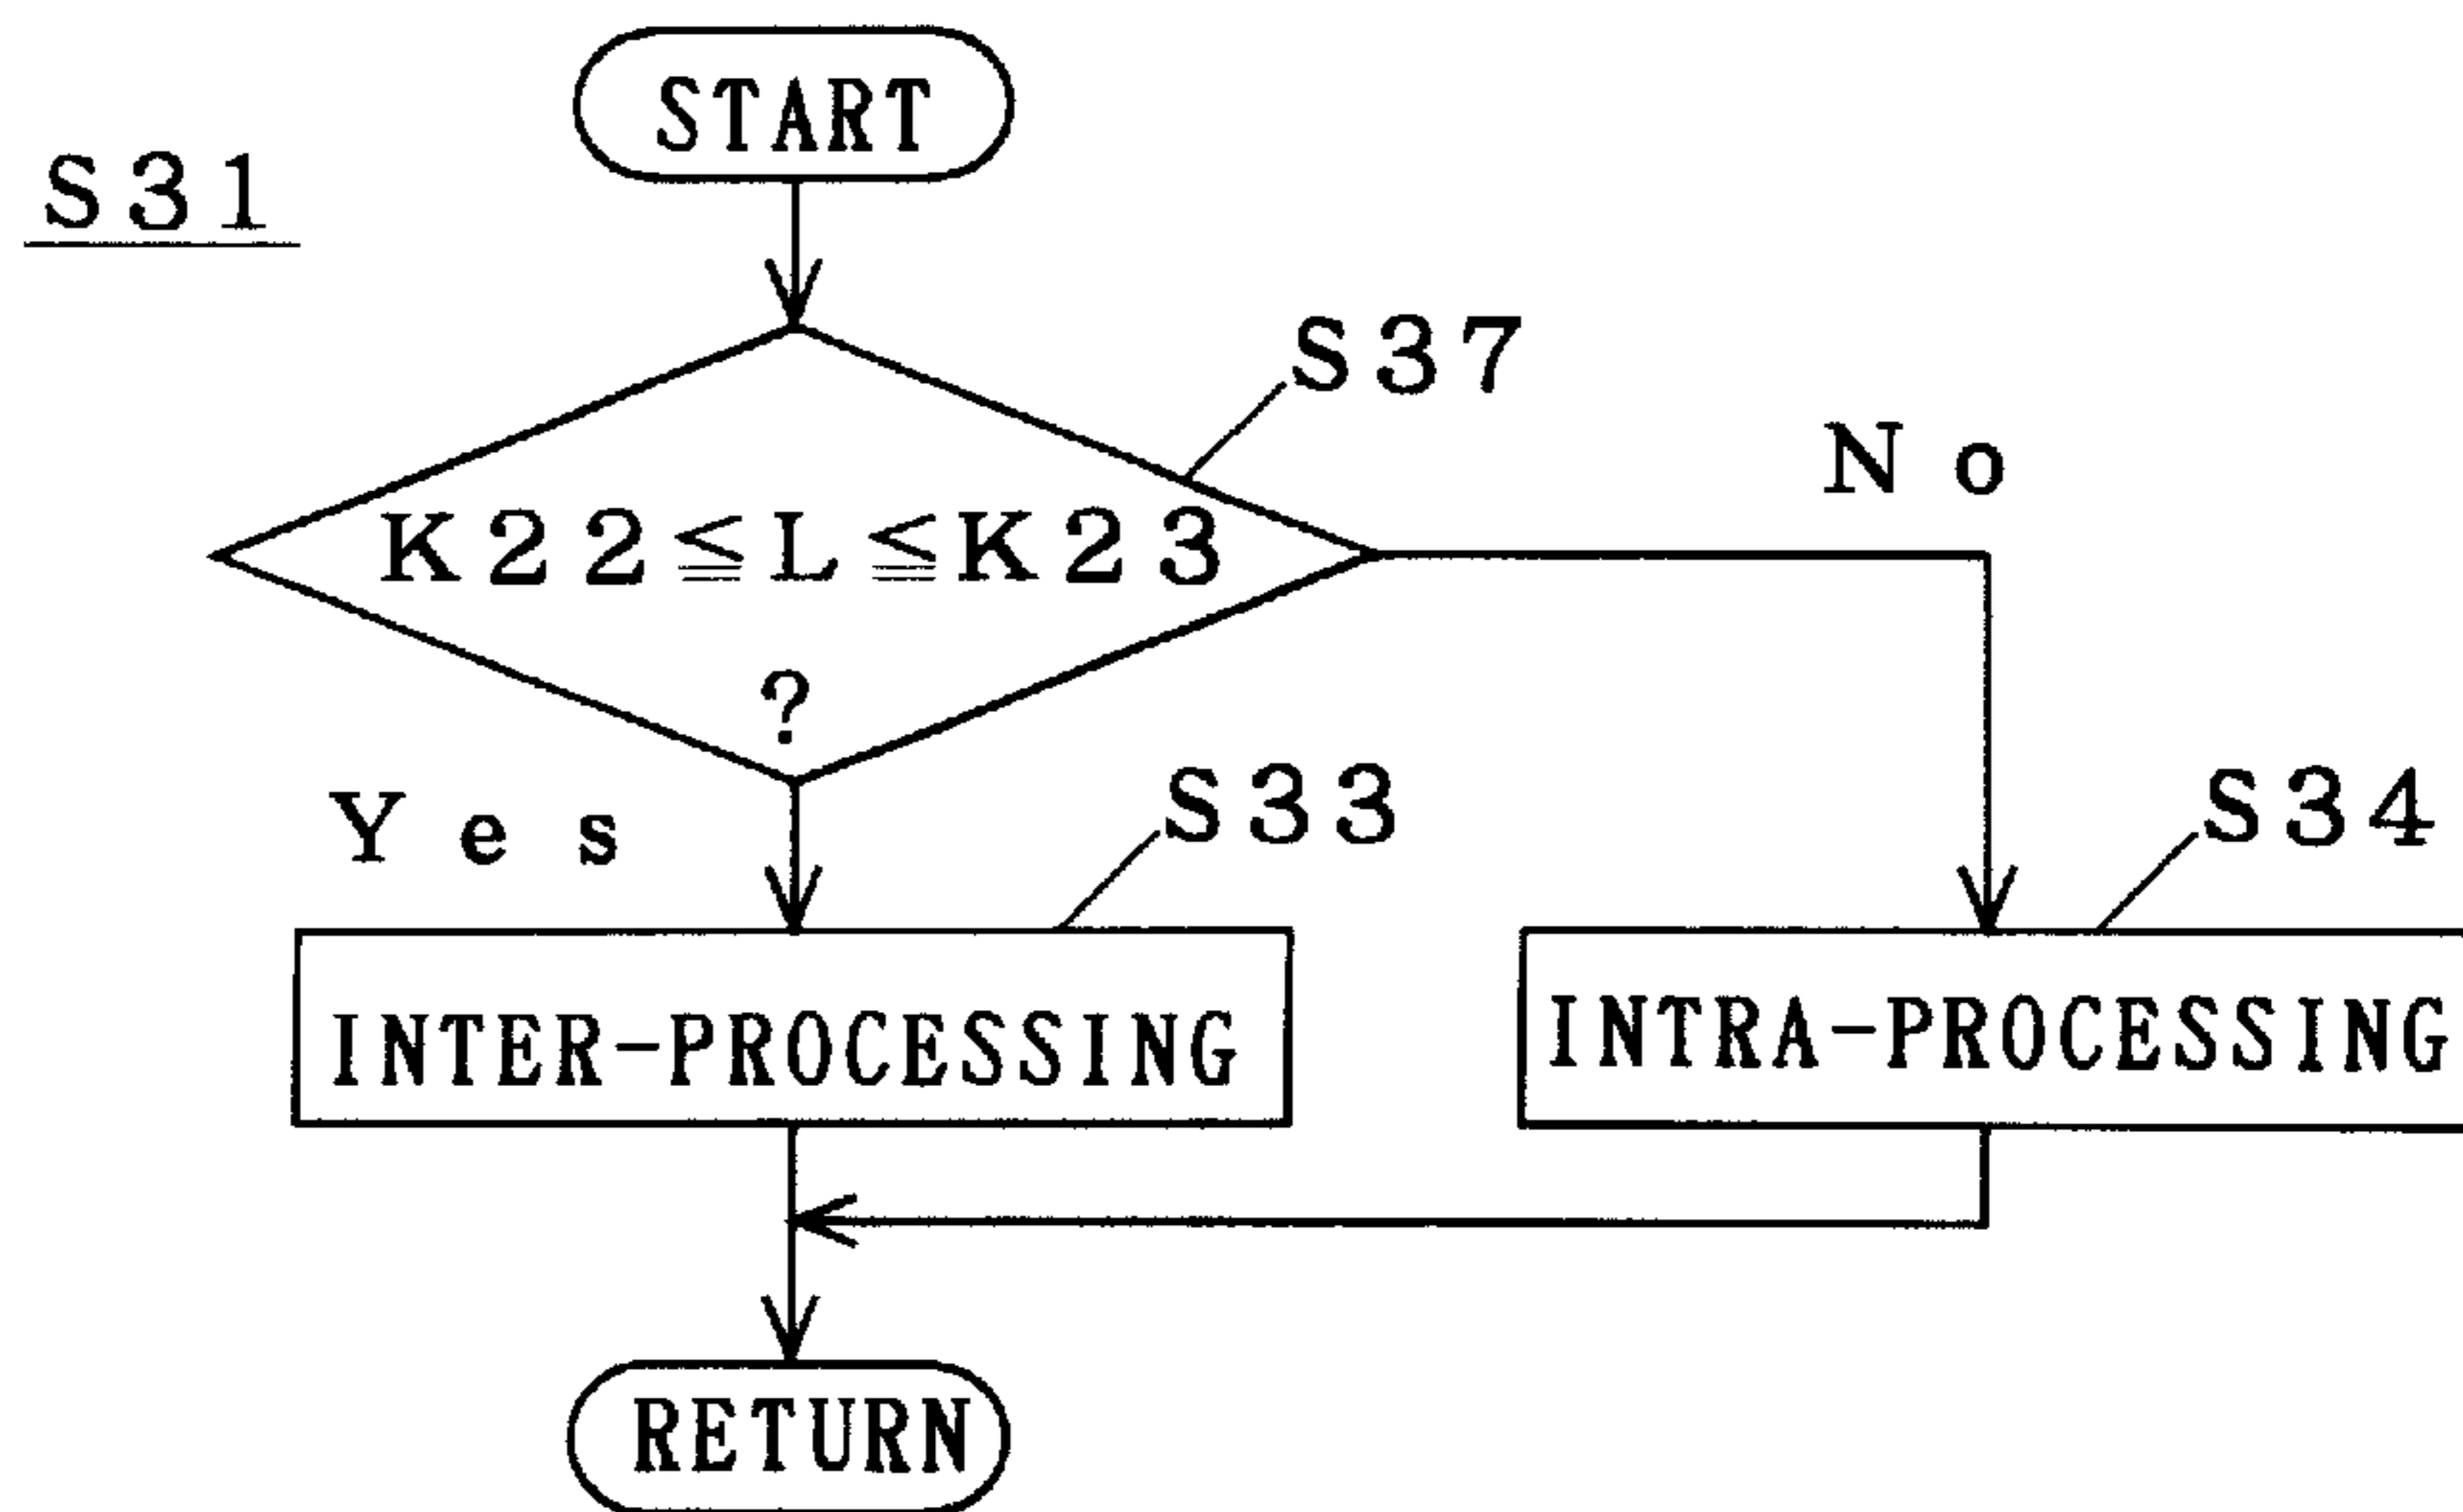 START
S31
S37
No
K22≦L≦K23
?
Yes
S33
S34
INTER-PROCESSING
INTRA-PROCESSING
RETURN